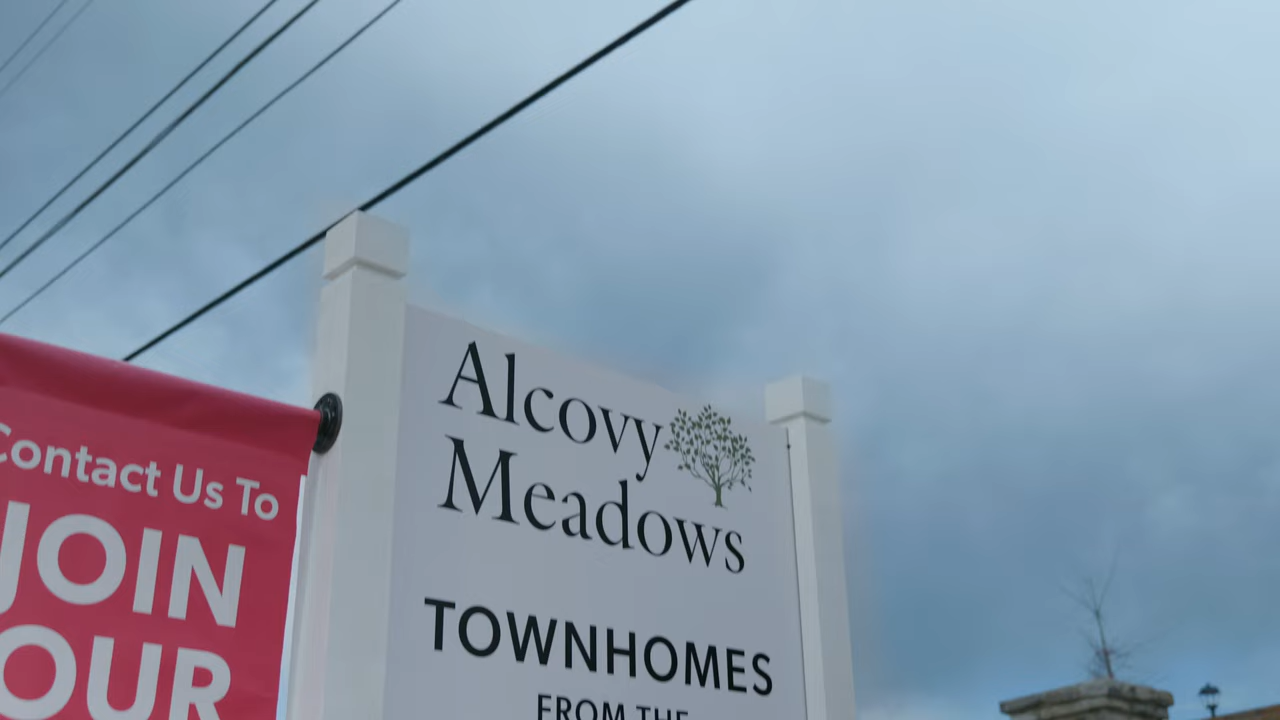 Contact Us To
JOIN
OUR
Alcovy
Meadows
TOWNHOMES
FROM THE